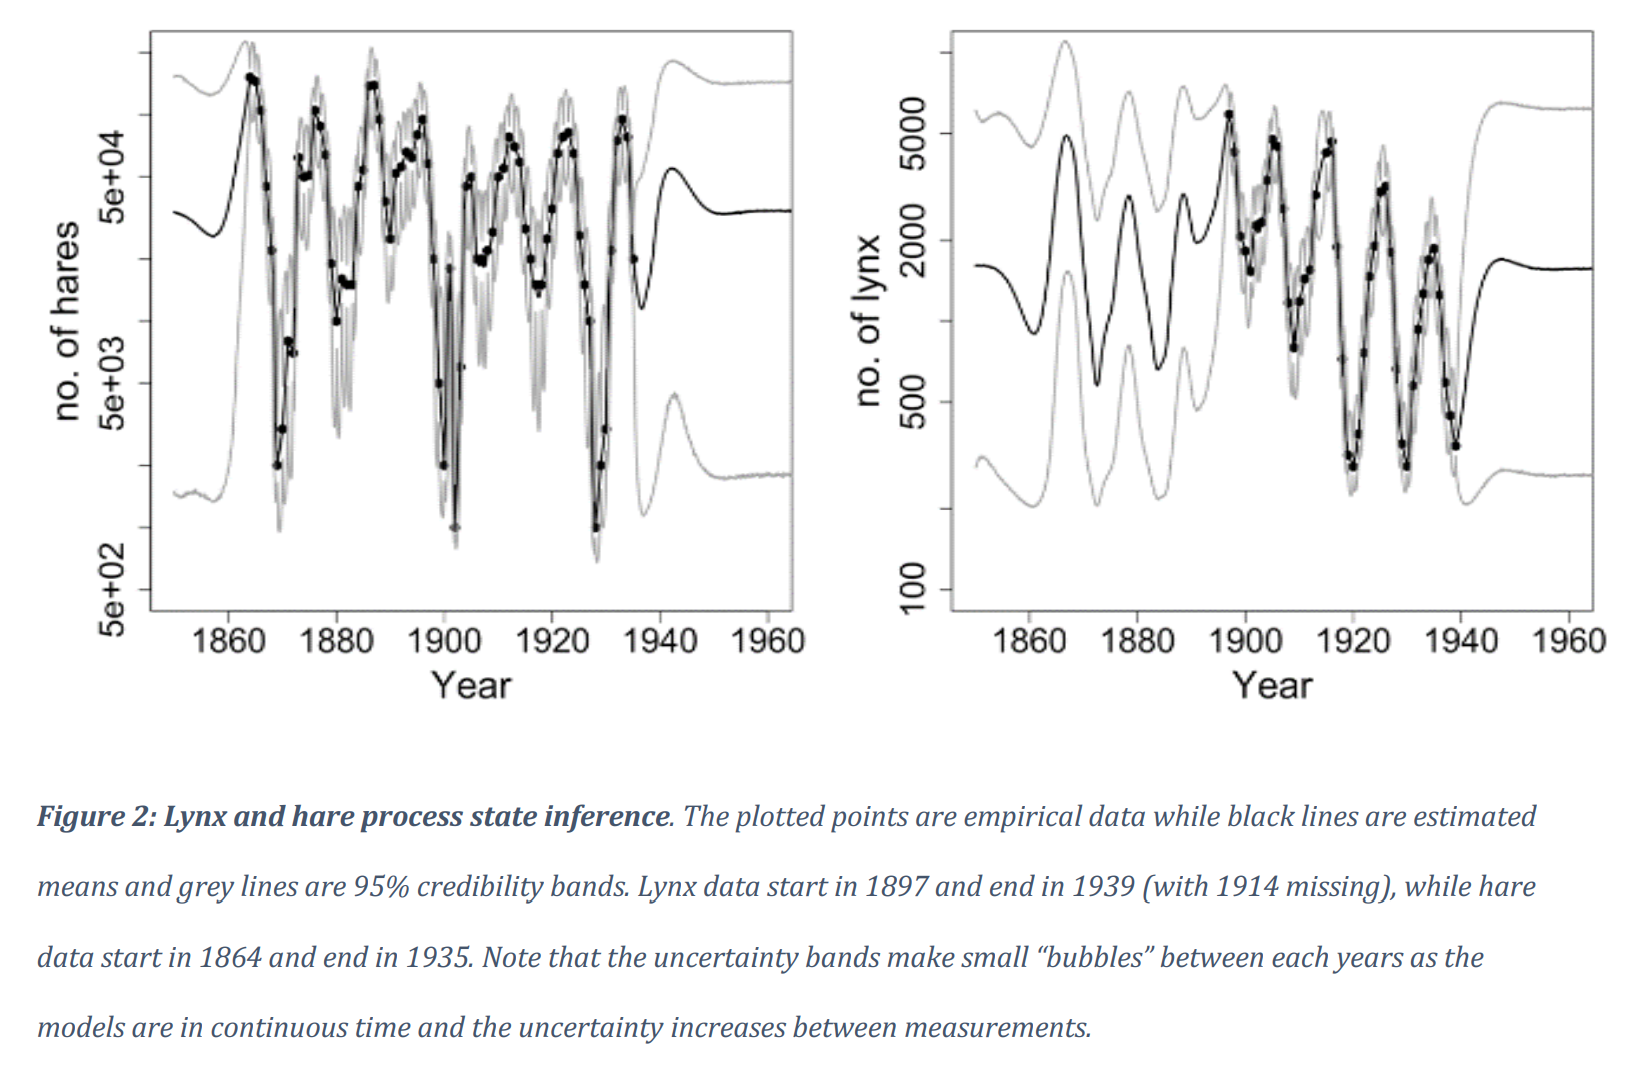 no. of hares
5e+02 5e+03 5e+04
1860 1880 1900 1920 1940 1960
Year
no. of lynx
100 500 2000 5000
1860 1880 1900 1920 1940 1960
Year
Figure 2: Lynx and hare process state inference. The plotted points are empirical data while black lines are estimated
means and grey lines are 95% credibility bands. Lynx data start in 1897 and end in 1939 (with 1914 missing), while hare
data start in 1864 and end in 1935. Note that the uncertainty bands make small “bubbles” between each years as the
models are in continuous time and the uncertainty increases between measurements.